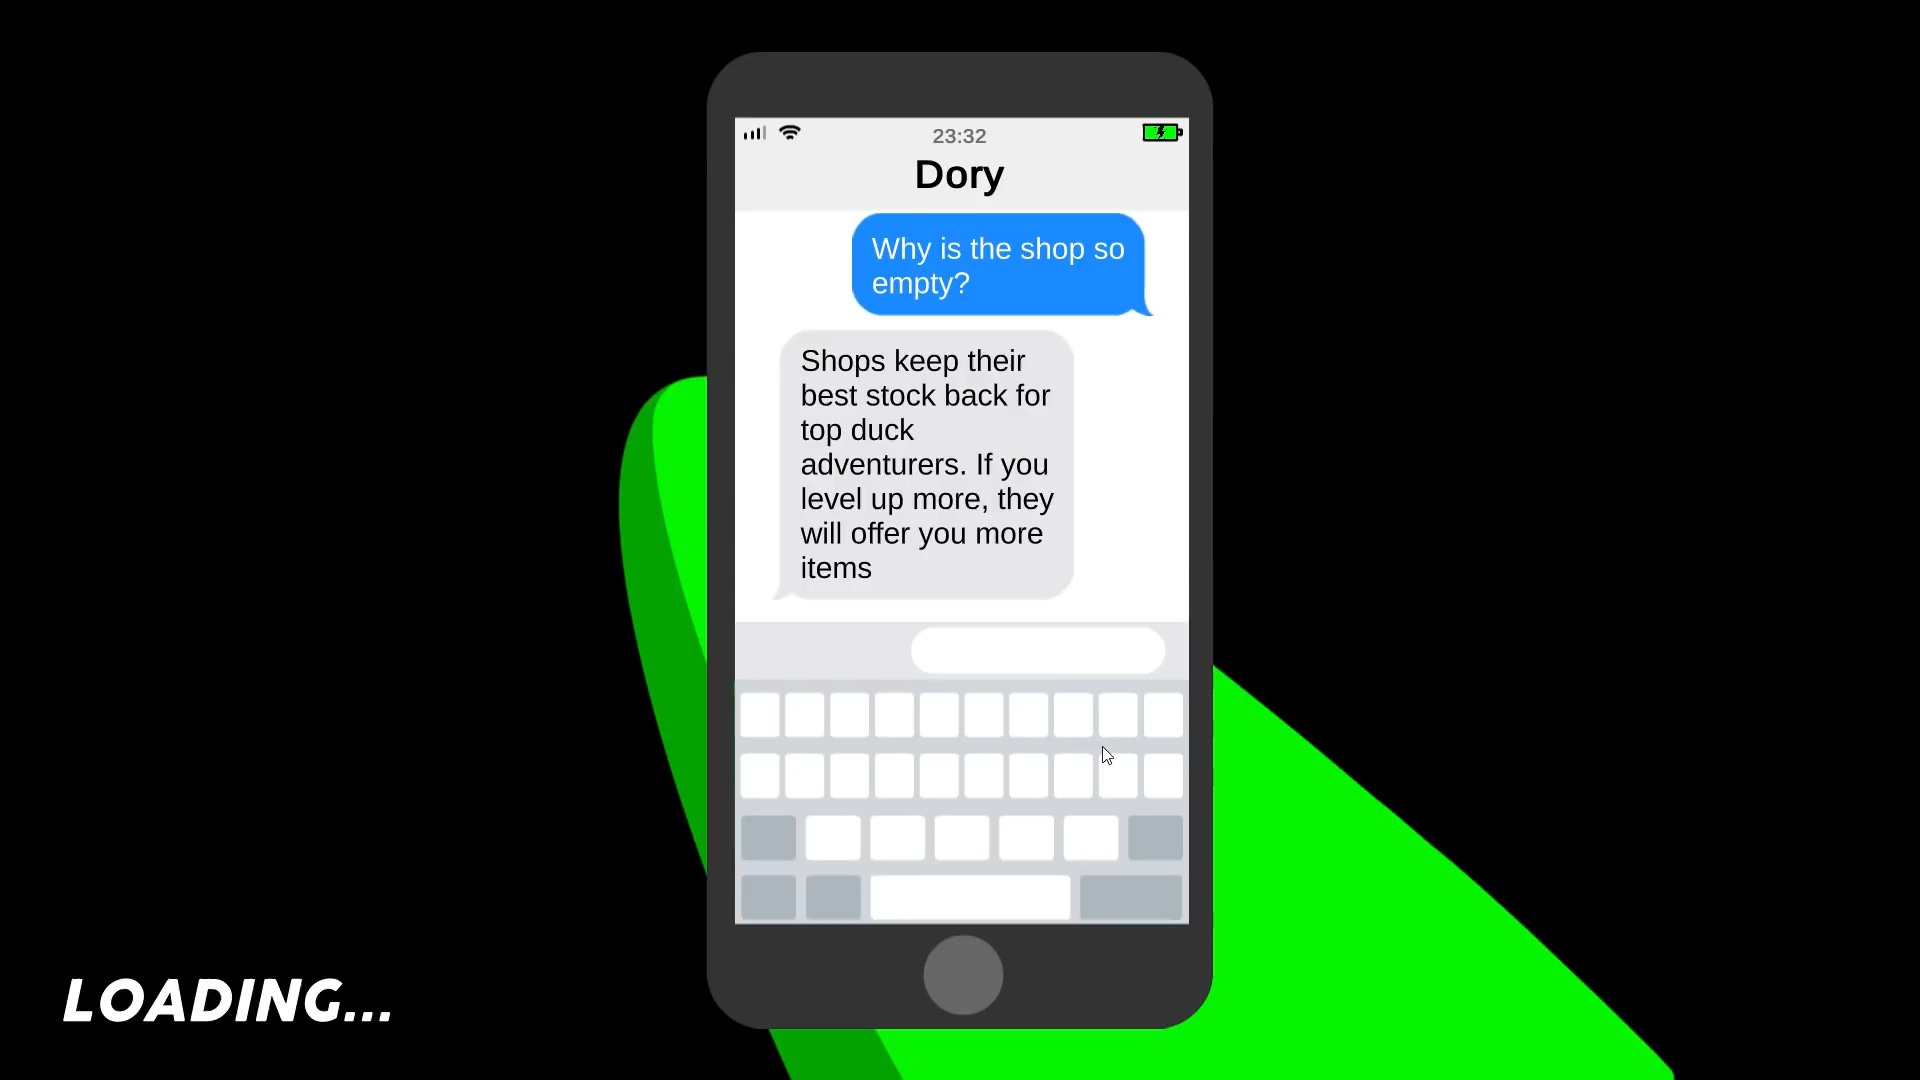 23:32
Dory
Why is the shop so
empty?
Shops keep their
best stock back for
top duck
adventurers. If you
level up more, they
will offer you more
items
LOADING...